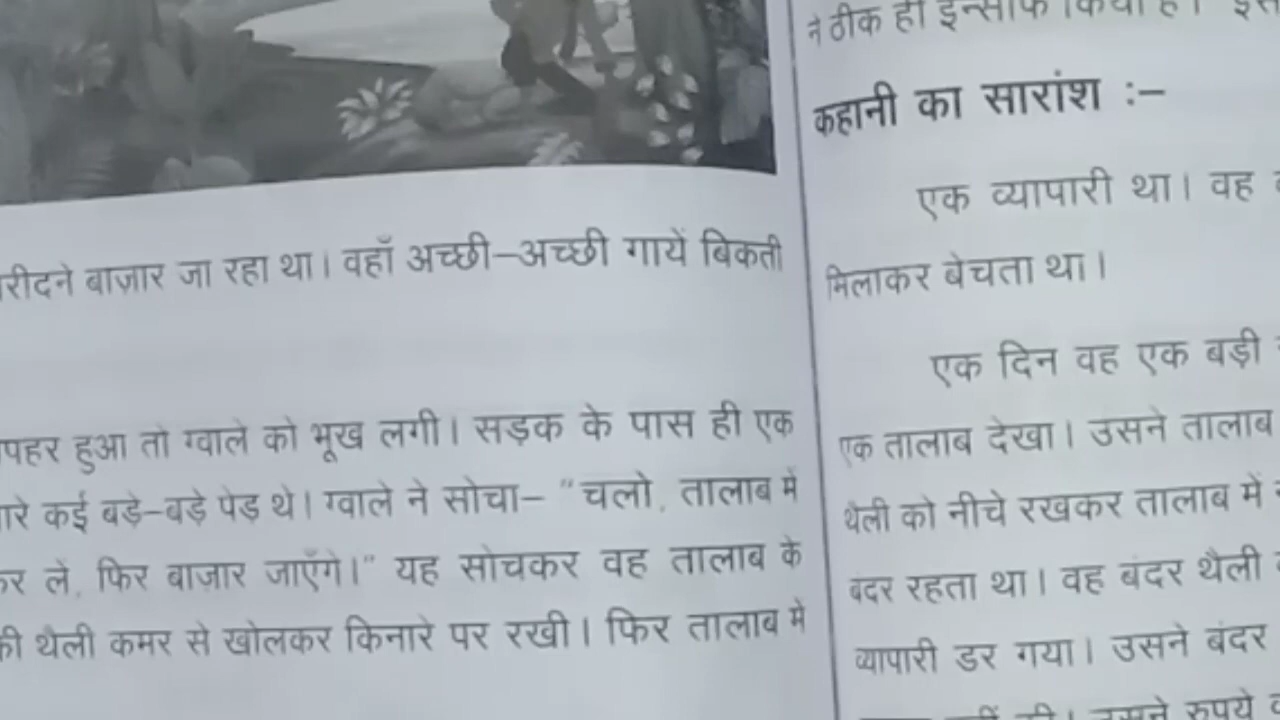 बाज़ार जा रहा था। वहाँ अच्छी–अच्छी गायें बिकती
हुआ तो ग्वाले को भूख लगी। सड़क के पास ही एक
कई बड़े–बड़े पेड़ थे। ग्वाले ने सोचा– "चलो, तालाब में
लें, फिर बाज़ार जाएँगे।" यह सोचकर वह तालाब के
की थैली कमर से खोलकर किनारे पर रखी। फिर तालाब में
ने ठीक ही इन्साफ किया है।
कहानी का सारांश :–
एक व्यापारी था। वह
मिलाकर बेचता था।
एक दिन वह एक बड़ी
एक तालाब देखा। उसने तालाब
थैली को नीचे रखकर तालाब में
बंदर रहता था। वह बंदर थैली
व्यापारी डर गया। उसने बंदर
उसने रुपये